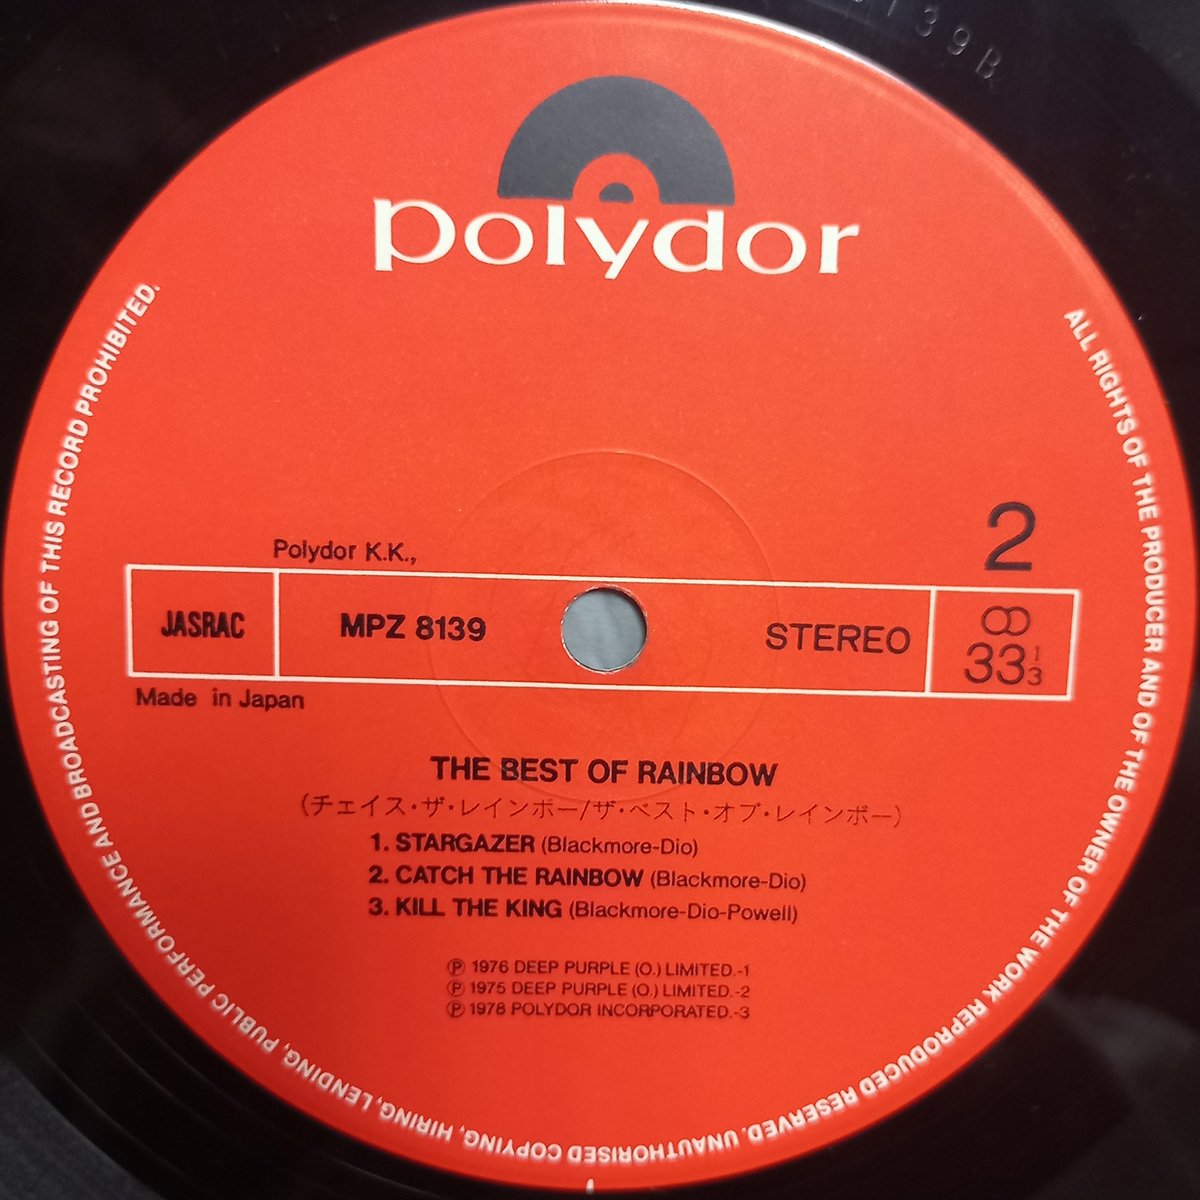 39B
polydor
ALL RIGHTS OF THE PRODUCER AND OF THE OWNER OF THE WORK REPRODUCED RESERVED. UNAUTHORISED COPYING, HIRING, LENDING, PUBLIC PERFORMANCE AND BROADCASTING OF THIS RECORD PROHIBITED.
2
Polydor K.K.,
JASRAC MPZ 8139 STEREO 33 1/3
Made in Japan
THE BEST OF RAINBOW
(チェイス・ザ・レインボー/ザ・ベスト・オブ・レインボー)
1. STARGAZER (Blackmore-Dio)
2. CATCH THE RAINBOW (Blackmore-Dio)
3. KILL THE KING (Blackmore-Dio-Powell)
Ⓟ 1976 DEEP PURPLE (O.) LIMITED.-1
Ⓟ 1975 DEEP PURPLE (O.) LIMITED.-2
Ⓟ 1978 POLYDOR INCORPORATED.-3